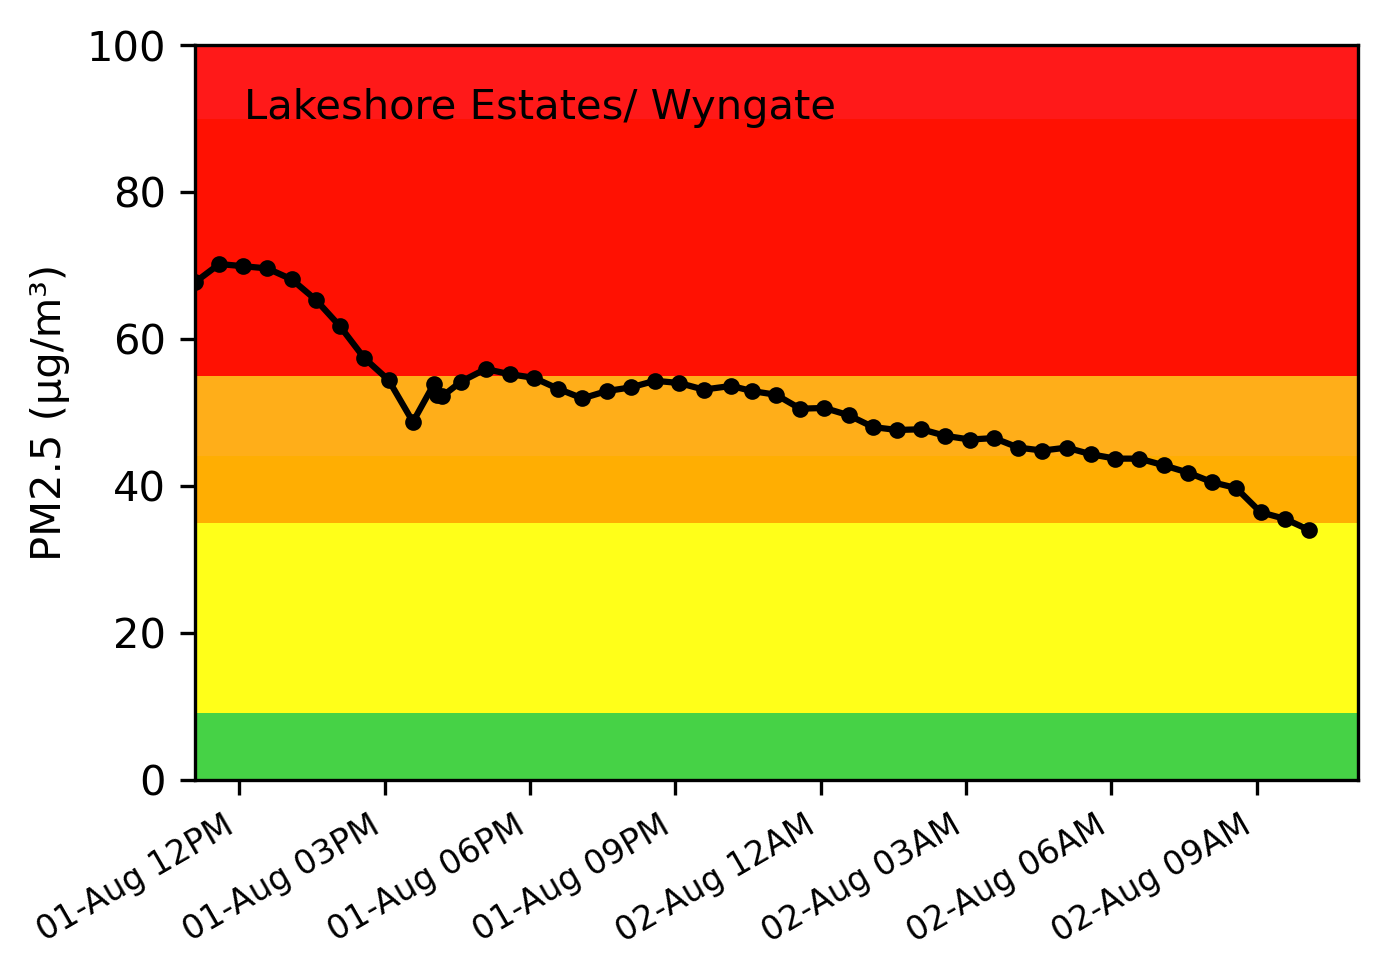 Lakeshore Estates/ Wyngate
PM2.5 (µg/m³)
100
80
60
40
20
0
01-Aug 12PM
01-Aug 03PM
01-Aug 06PM
01-Aug 09PM
02-Aug 12AM
02-Aug 03AM
02-Aug 06AM
02-Aug 09AM